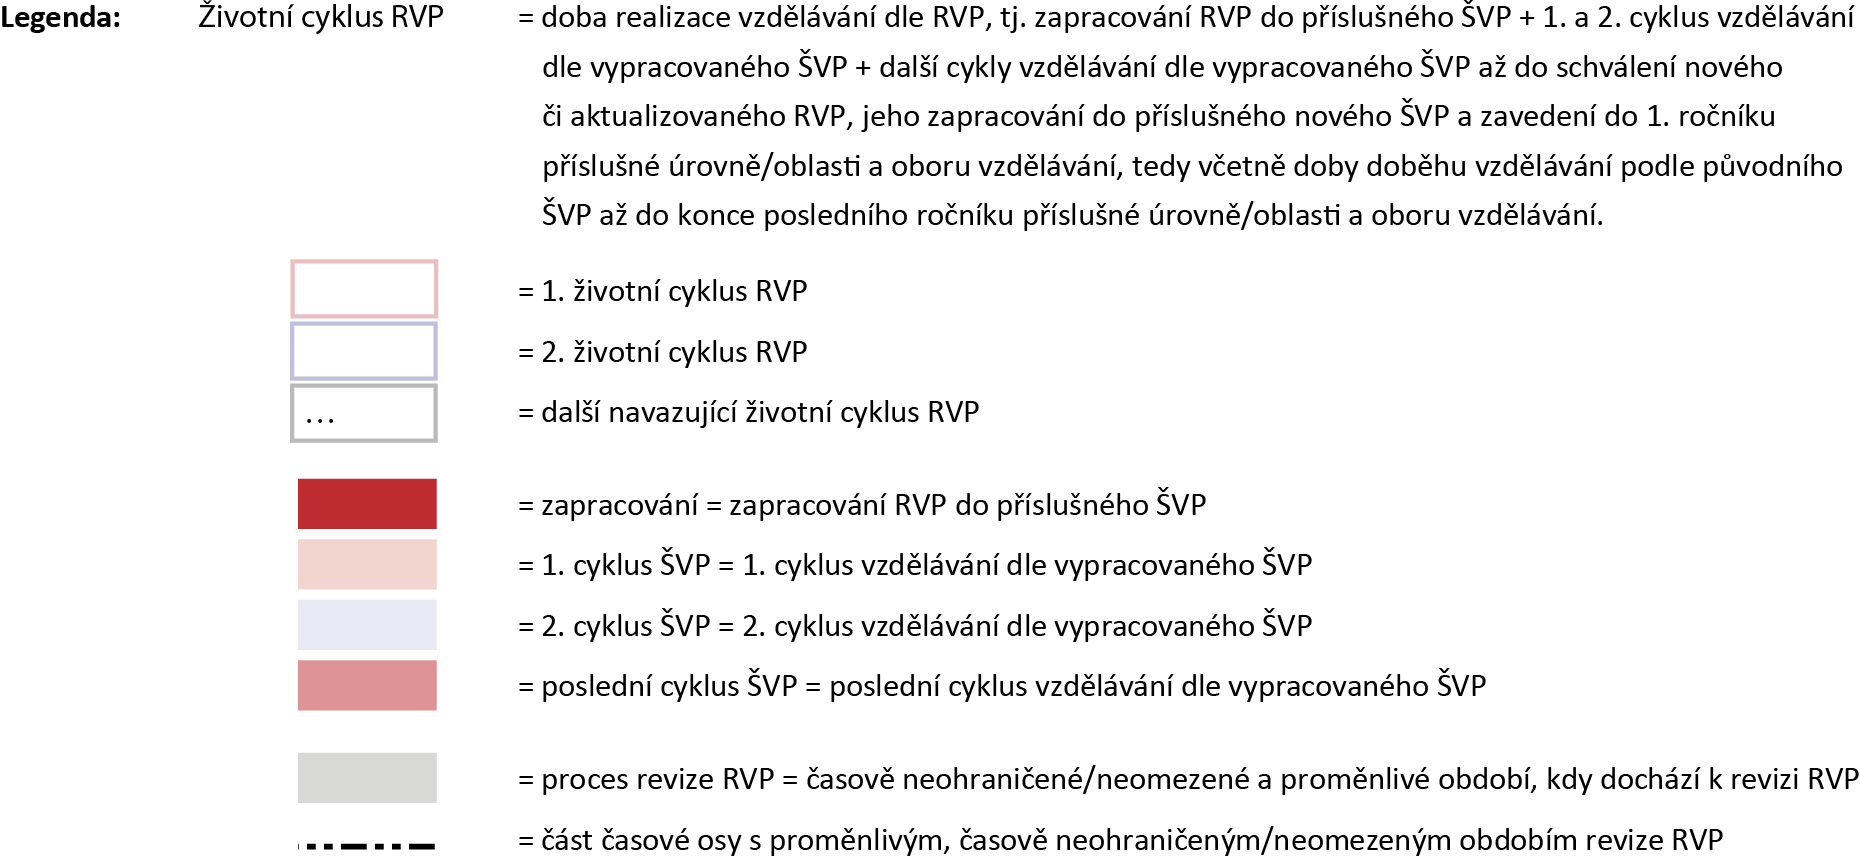 Legenda: Životní cyklus RVP = doba realizace vzdělávání dle RVP, tj. zapracování RVP do příslušného ŠVP + 1. a 2. cyklus vzdělávání
dle vypracovaného ŠVP + další cykly vzdělávání dle vypracovaného ŠVP až do schválení nového
či aktualizovaného RVP, jeho zapracování do příslušného nového ŠVP a zavedení do 1. ročníku
příslušné úrovně/oblasti a oboru vzdělávání, tedy včetně doby doběhu vzdělávání podle původního
ŠVP až do konce posledního ročníku příslušné úrovně/oblasti a oboru vzdělávání.
= 1. životní cyklus RVP
= 2. životní cyklus RVP
... = další navazující životní cyklus RVP
= zapracování = zapracování RVP do příslušného ŠVP
= 1. cyklus ŠVP = 1. cyklus vzdělávání dle vypracovaného ŠVP
= 2. cyklus ŠVP = 2. cyklus vzdělávání dle vypracovaného ŠVP
= poslední cyklus ŠVP = poslední cyklus vzdělávání dle vypracovaného ŠVP
= proces revize RVP = časově neohraničené/neomezené a proměnlivé období, kdy dochází k revizi RVP
= část časové osy s proměnlivým, časově neohraničeným/neomezeným obdobím revize RVP